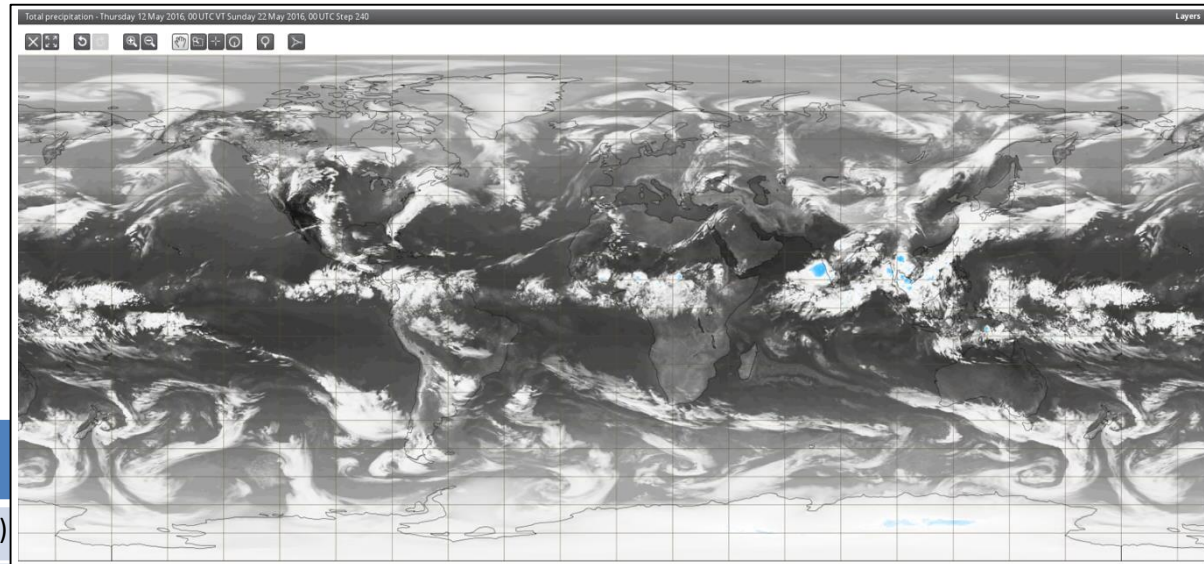 Total precipitation - Thursday 12 May 2016, 00 UTC VT Sunday 22 May 2016, 00 UTC Step 240
Layers
)